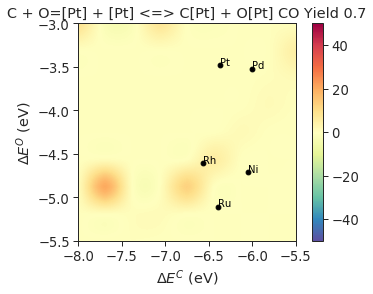 C + O=[Pt] + [Pt] <=> C[Pt] + O[Pt] CO Yield 0.7
−3.0
−3.5
−4.0
−4.5
−5.0
−5.5
ΔE^O (eV)
Pt
Pd
Rh
Ni
Ru
−8.0 −7.5 −7.0 −6.5 −6.0 −5.5
ΔE^C (eV)
40
20
0
−20
−40